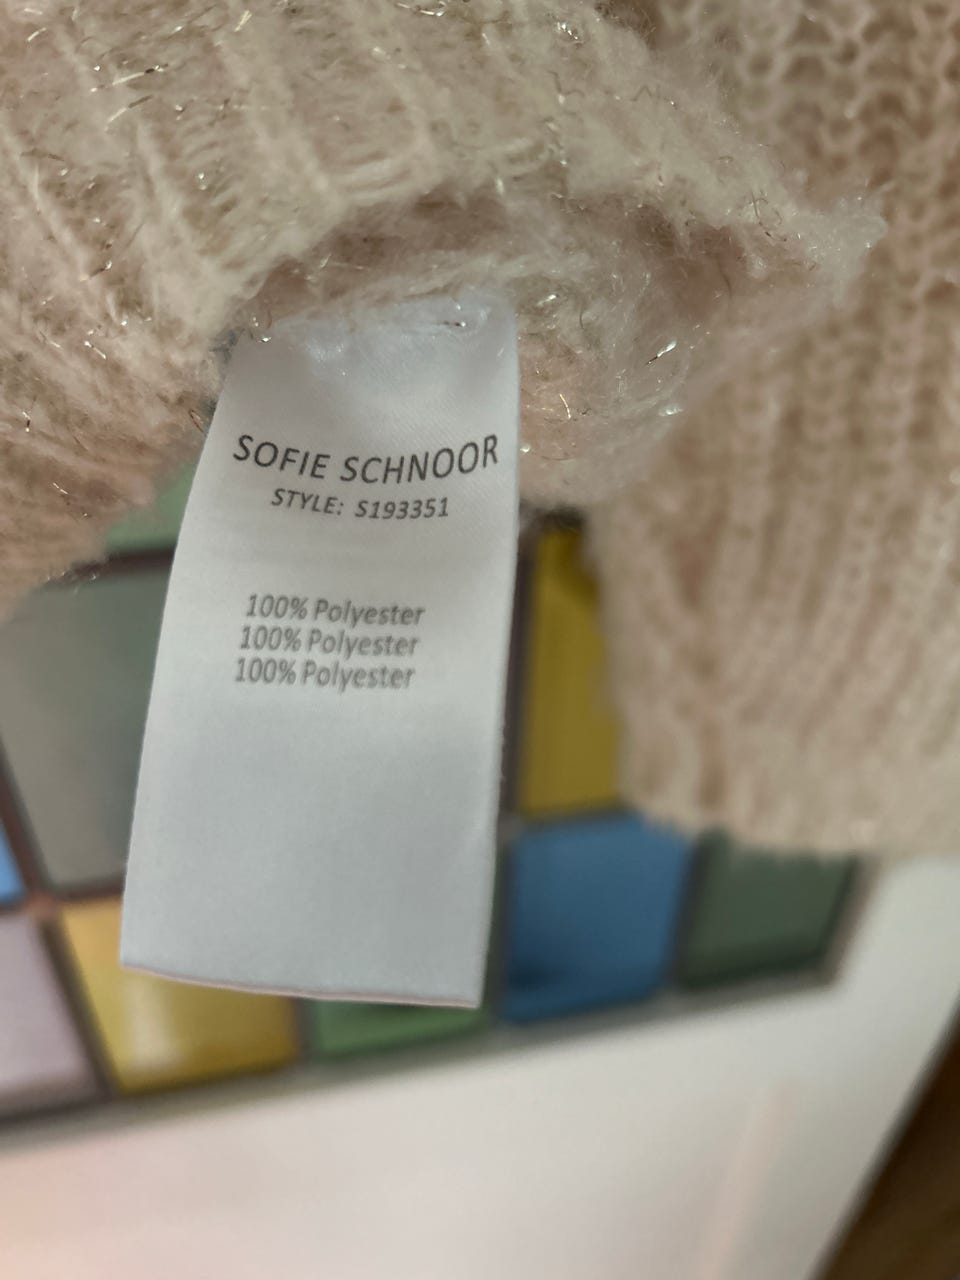 SOFIE SCHNOOR
STYLE: S193351
100% Polyester
100% Polyester
100% Polyester